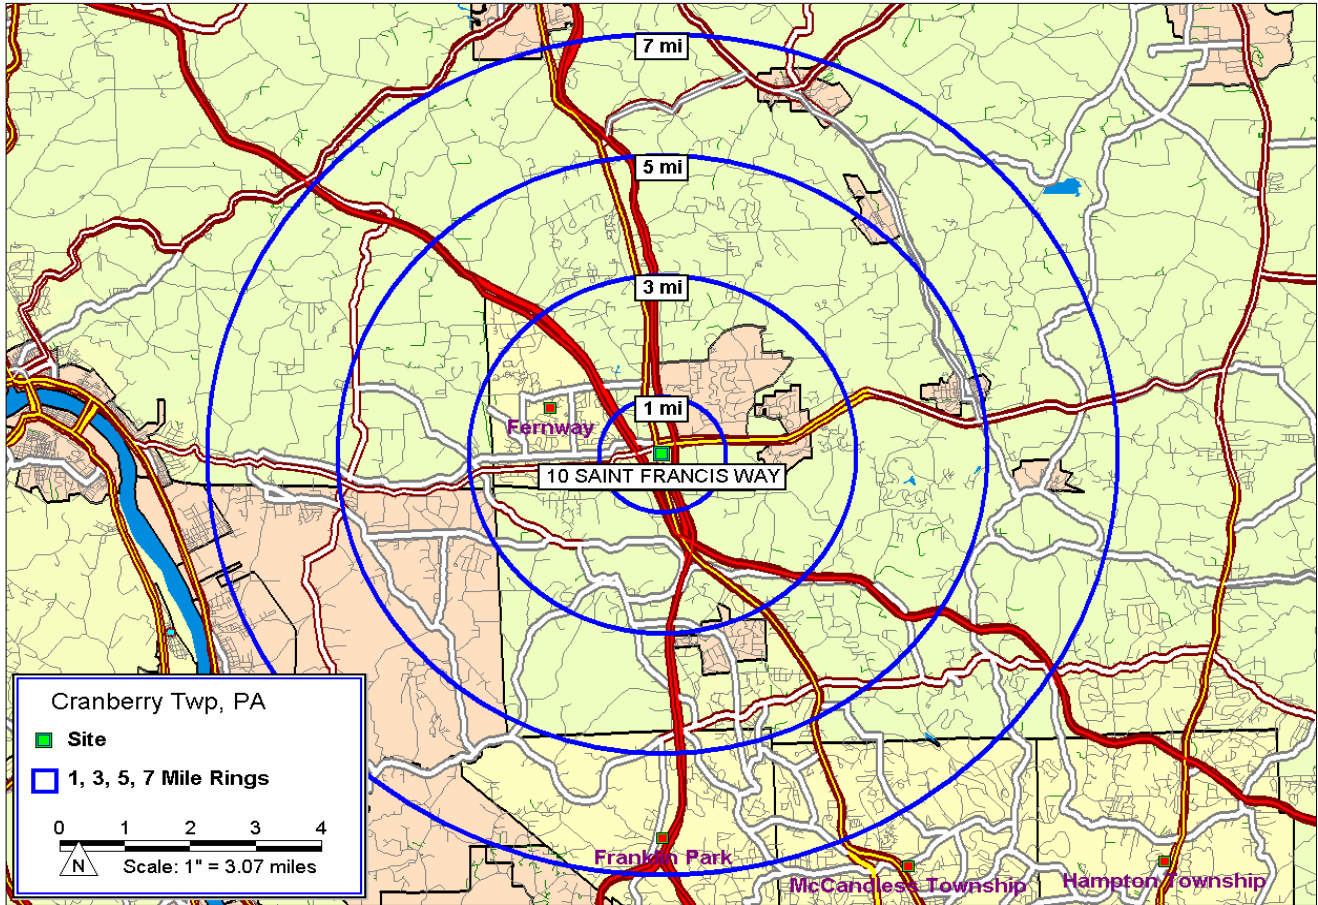 7 mi
5 mi
3 mi
1 mi
Fernway
10 SAINT FRANCIS WAY
Cranberry Twp, PA
Site
1, 3, 5, 7 Mile Rings
0 1 2 3 4
N
Scale: 1" = 3.07 miles
Franklin Park
McCandless Township
Hampton Township